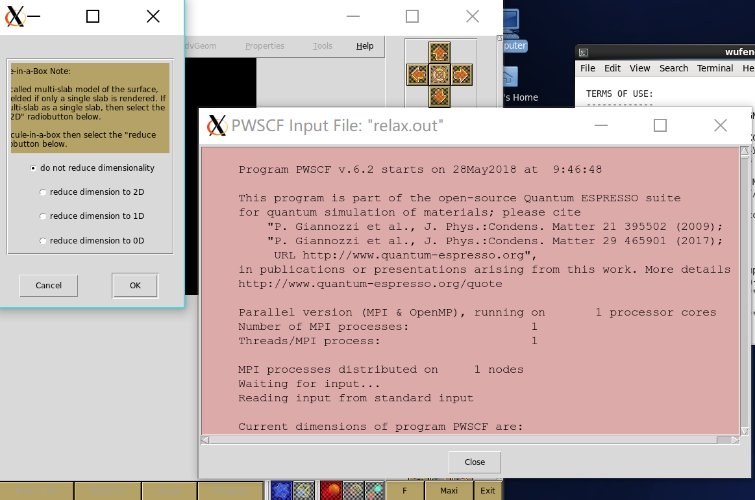 e-in-a-Box Note:
called multi-slab model of the surface,
elded if only a single slab is rendered. If
ulti-slab as a single slab, then select the
2D" radiobutton below.
cule-in-a-box then select the "reduce
obutton below.
do not reduce dimensionality
reduce dimension to 2D
reduce dimension to 1D
reduce dimension to 0D
Cancel OK
dvGeom Properties Tools Help
puter
's Home
wufen
File Edit View Search Terminal He
TERMS OF USE:
-------------
PWSCF Input File: "relax.out"
Program PWSCF v.6.2 starts on 28May2018 at 9:46:48
This program is part of the open-source Quantum ESPRESSO suite
for quantum simulation of materials; please cite
"P. Giannozzi et al., J. Phys.:Condens. Matter 21 395502 (2009);
"P. Giannozzi et al., J. Phys.:Condens. Matter 29 465901 (2017);
URL http://www.quantum-espresso.org",
in publications or presentations arising from this work. More details
http://www.quantum-espresso.org/quote
Parallel version (MPI & OpenMP), running on 1 processor cores
Number of MPI processes: 1
Threads/MPI process: 1
MPI processes distributed on 1 nodes
Waiting for input...
Reading input from standard input
Current dimensions of program PWSCF are:
Close
F Maxi Exit